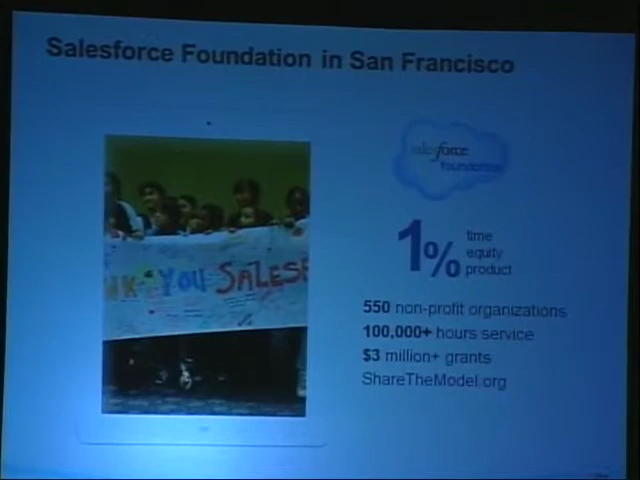 Salesforce Foundation in San Francisco
salesforce
foundation
1%
time
equity
product
YOU SALESF
550 non-profit organizations
100,000+ hours service
$3 million+ grants
ShareTheModel.org